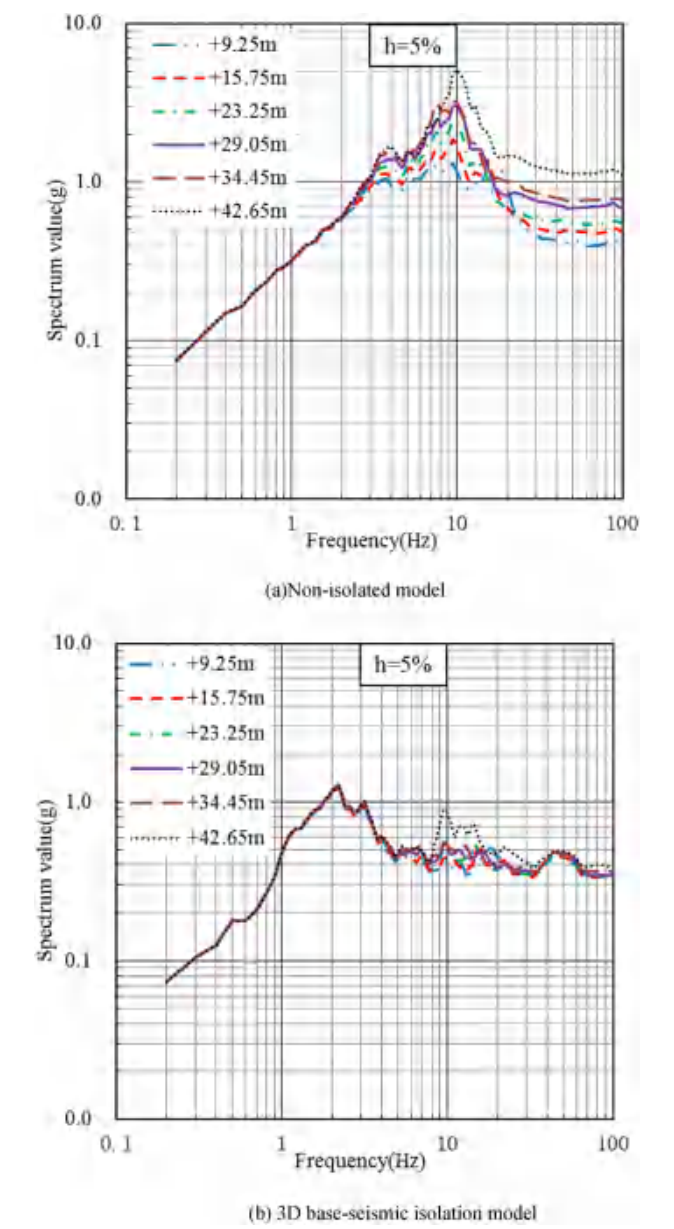 10.0
h=5%
+9.25m
+15.75m
+23.25m
+29.05m
+34.45m
+42.65m
1.0
0.1
0.0
Spectrum value(g)
0.1 1 10 100
Frequency(Hz)
(a)Non-isolated model
10.0
h=5%
+9.25m
+15.75m
+23.25m
+29.05m
+34.45m
+42.65m
1.0
0.1
0.0
Spectrum value(g)
0.1 1 10 100
Frequency(Hz)
(b) 3D base-seismic isolation model